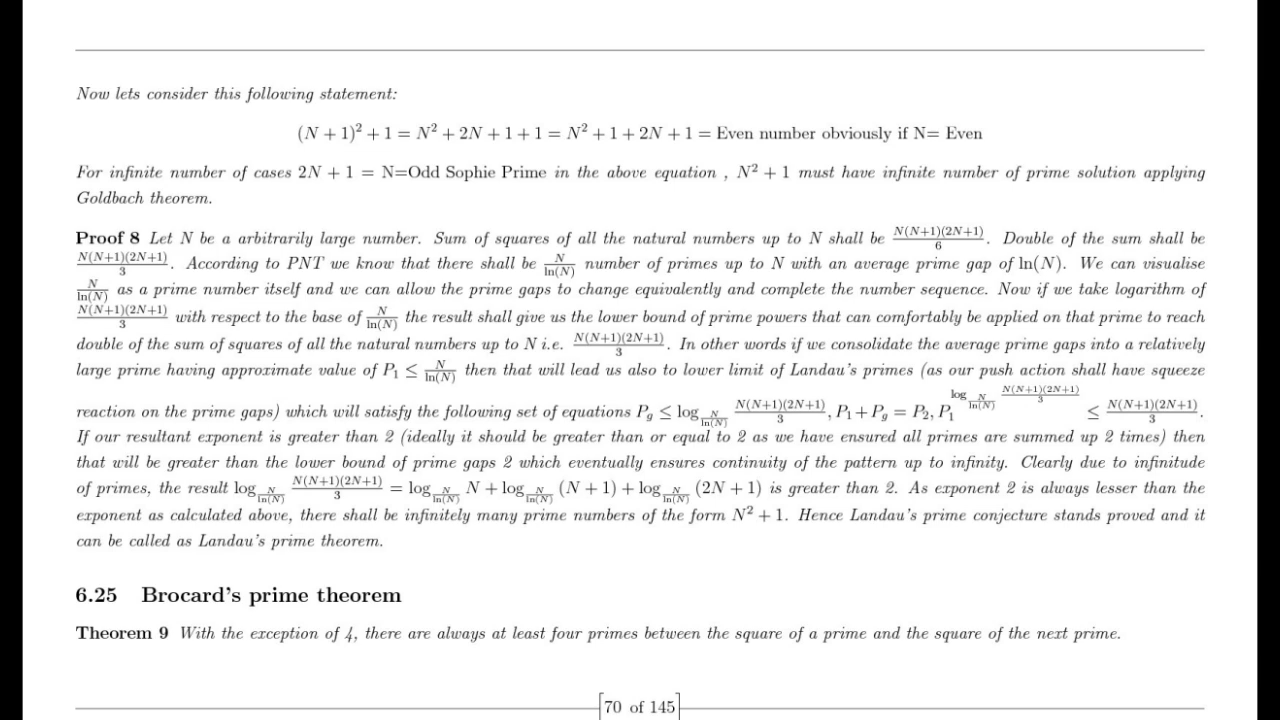 Now lets consider this following statement:
(N + 1)² + 1 = N² + 2N + 1 + 1 = N² + 1 + 2N + 1 = Even number obviously if N= Even
For infinite number of cases 2N + 1 = N=Odd Sophie Prime in the above equation , N² + 1 must have infinite number of prime solution applying
Goldbach theorem.
Proof 8 Let N be a arbitrarily large number. Sum of squares of all the natural numbers up to N shall be N(N+1)(2N+1)/6. Double of the sum shall be
N(N+1)(2N+1)/3. According to PNT we know that there shall be N/ln(N) number of primes up to N with an average prime gap of ln(N). We can visualise
N/ln(N) as a prime number itself and we can allow the prime gaps to change equivalently and complete the number sequence. Now if we take logarithm of
N(N+1)(2N+1)/3 with respect to the base of N/ln(N) the result shall give us the lower bound of prime powers that can comfortably be applied on that prime to reach
double of the sum of squares of all the natural numbers up to N i.e. N(N+1)(2N+1)/3. In other words if we consolidate the average prime gaps into a relatively
large prime having approximate value of P₁ ≤ N/ln(N) then that will lead us also to lower limit of Landau's primes (as our push action shall have squeeze
reaction on the prime gaps) which will satisfy the following set of equations P_g ≤ log_{N/ln(N)} N(N+1)(2N+1)/3, P₁ + P_g = P₂, P₁^{log_{N/ln(N)} N(N+1)(2N+1)/3} ≤ N(N+1)(2N+1)/3.
If our resultant exponent is greater than 2 (ideally it should be greater than or equal to 2 as we have ensured all primes are summed up 2 times) then
that will be greater than the lower bound of prime gaps 2 which eventually ensures continuity of the pattern up to infinity. Clearly due to infinitude
of primes, the result log_{N/ln(N)} N(N+1)(2N+1)/3 = log_{N/ln(N)} N + log_{N/ln(N)} (N + 1) + log_{N/ln(N)} (2N + 1) is greater than 2. As exponent 2 is always lesser than the
exponent as calculated above, there shall be infinitely many prime numbers of the form N² + 1. Hence Landau's prime conjecture stands proved and it
can be called as Landau's prime theorem.
6.25 Brocard's prime theorem
Theorem 9 With the exception of 4, there are always at least four primes between the square of a prime and the square of the next prime.
70 of 145